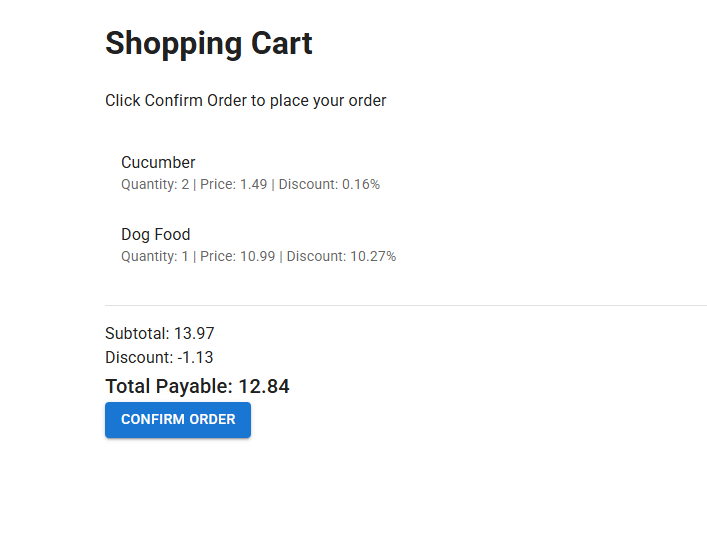 Shopping Cart
Click Confirm Order to place your order
Cucumber
Quantity: 2 | Price: 1.49 | Discount: 0.16%
Dog Food
Quantity: 1 | Price: 10.99 | Discount: 10.27%
Subtotal: 13.97
Discount: -1.13
Total Payable: 12.84
CONFIRM ORDER